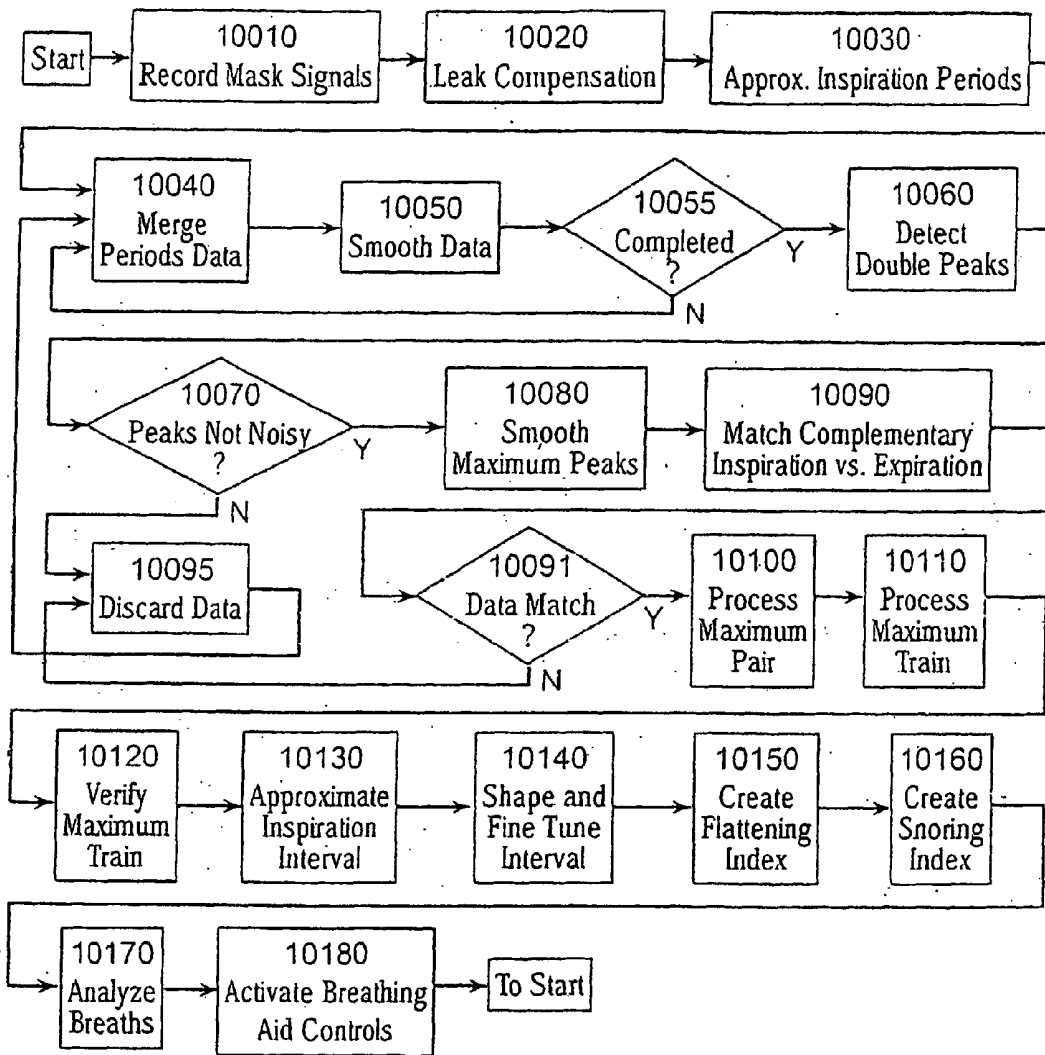 Start
10010
Record Mask Signals
10020
Leak Compensation
10030
Approx. Inspiration Periods
10040
Merge
Periods Data
10050
Smooth Data
10055
Completed
?
Y
N
10060
Detect
Double Peaks
10070
Peaks Not Noisy
?
Y
N
10080
Smooth
Maximum Peaks
10090
Match Complementary
Inspiration vs. Expiration
10095
Discard Data
10091
Data Match
?
Y
N
10100
Process
Maximum
Pair
10110
Process
Maximum
Train
10120
Verify
Maximum
Train
10130
Approximate
Inspiration
Interval
10140
Shape and
Fine Tune
Interval
10150
Create
Flattening
Index
10160
Create
Snoring
Index
10170
Analyze
Breaths
10180
Activate Breathing
Aid Controls
To Start